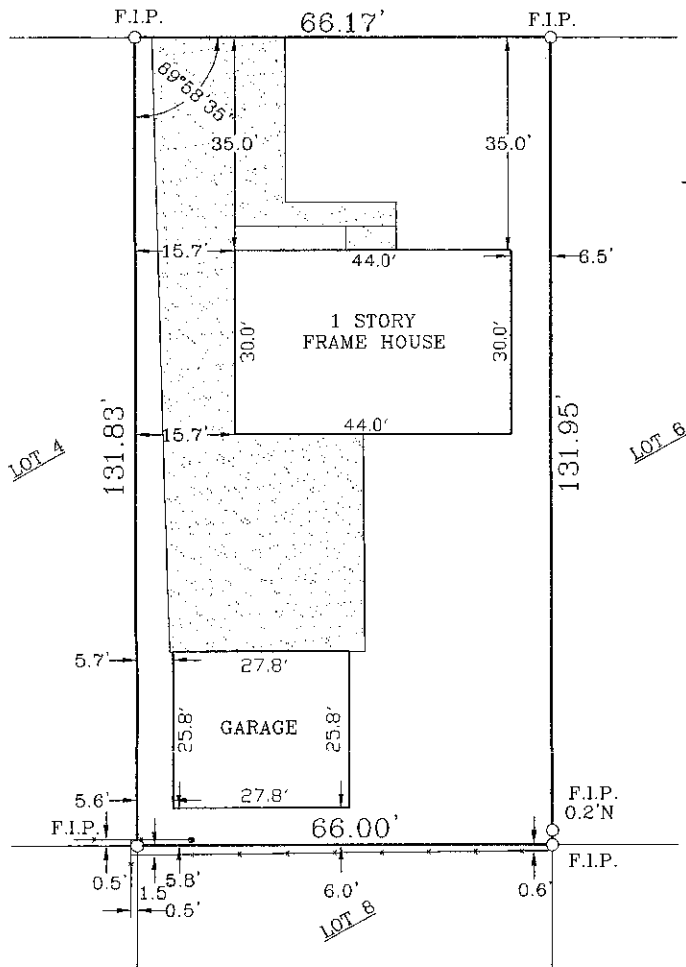 F.I.P.
66.17'
F.I.P.
89°58'35"
35.0'
35.0'
15.7'
44.0'
6.5'
1 STORY
FRAME HOUSE
30.0'
30.0'
15.7'
44.0'
131.83'
131.95'
LOT 4
LOT 6
5.7'
27.8'
25.8'
GARAGE
25.8'
5.6'
27.8'
F.I.P.
0.2'N
F.I.P.
66.00'
F.I.P.
0.5'
1.5'
5.8'
6.0'
0.6'
0.5'
LOT 8